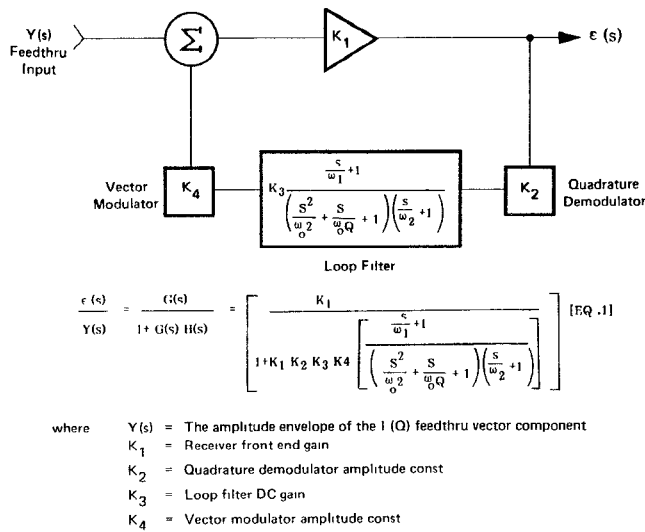 Y(s)
Feedthru
Input
Σ
K1
ε (s)
Vector
Modulator
K4
K3 (s/ω1 +1) / ((S²/ωo² + S/ωoQ + 1)(s/ω2 +1))
K2
Quadrature
Demodulator
Loop Filter
ε (s)/Y(s) = G(s)/(1+ G(s) H(s)) = [K1 / (1+K1 K2 K3 K4 [(s/ω1 +1) / ((S²/ωo² + S/ωoQ + 1)(s/ω2 +1))])] [EQ .1]
where Y(s) = The amplitude envelope of the I (Q) feedthru vector component
K1 = Receiver front end gain
K2 = Quadrature demodulator amplitude const
K3 = Loop filter DC gain
K4 = Vector modulator amplitude const